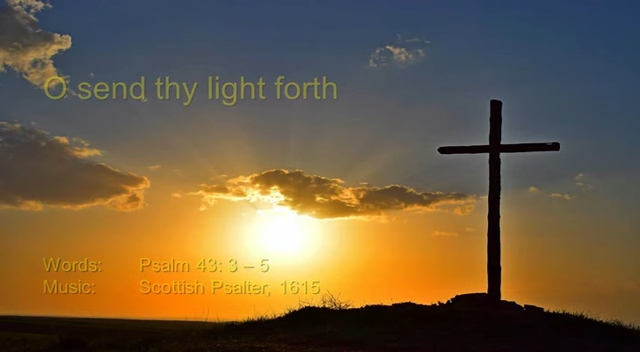 O send thy light forth
Words: Psalm 43: 3 – 5
Music: Scottish Psalter, 1615